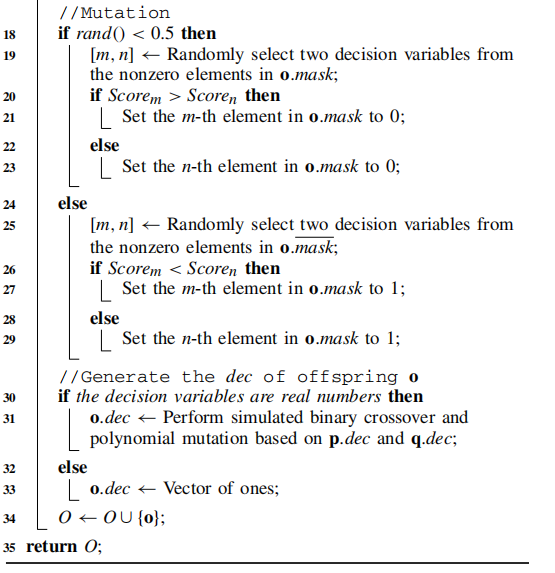 //Mutation
18 if rand() < 0.5 then
19 [m, n] ← Randomly select two decision variables from
the nonzero elements in o.mask;
20 if Scoreₘ > Scoreₙ then
21 Set the m-th element in o.mask to 0;
22 else
23 Set the n-th element in o.mask to 0;
24 else
25 [m, n] ← Randomly select two decision variables from
the nonzero elements in o.m̅a̅s̅k̅;
26 if Scoreₘ < Scoreₙ then
27 Set the m-th element in o.mask to 1;
28 else
29 Set the n-th element in o.mask to 1;
//Generate the dec of offspring o
30 if the decision variables are real numbers then
31 o.dec ← Perform simulated binary crossover and
polynomial mutation based on p.dec and q.dec;
32 else
33 o.dec ← Vector of ones;
34 O ← O ∪ {o};
35 return O;